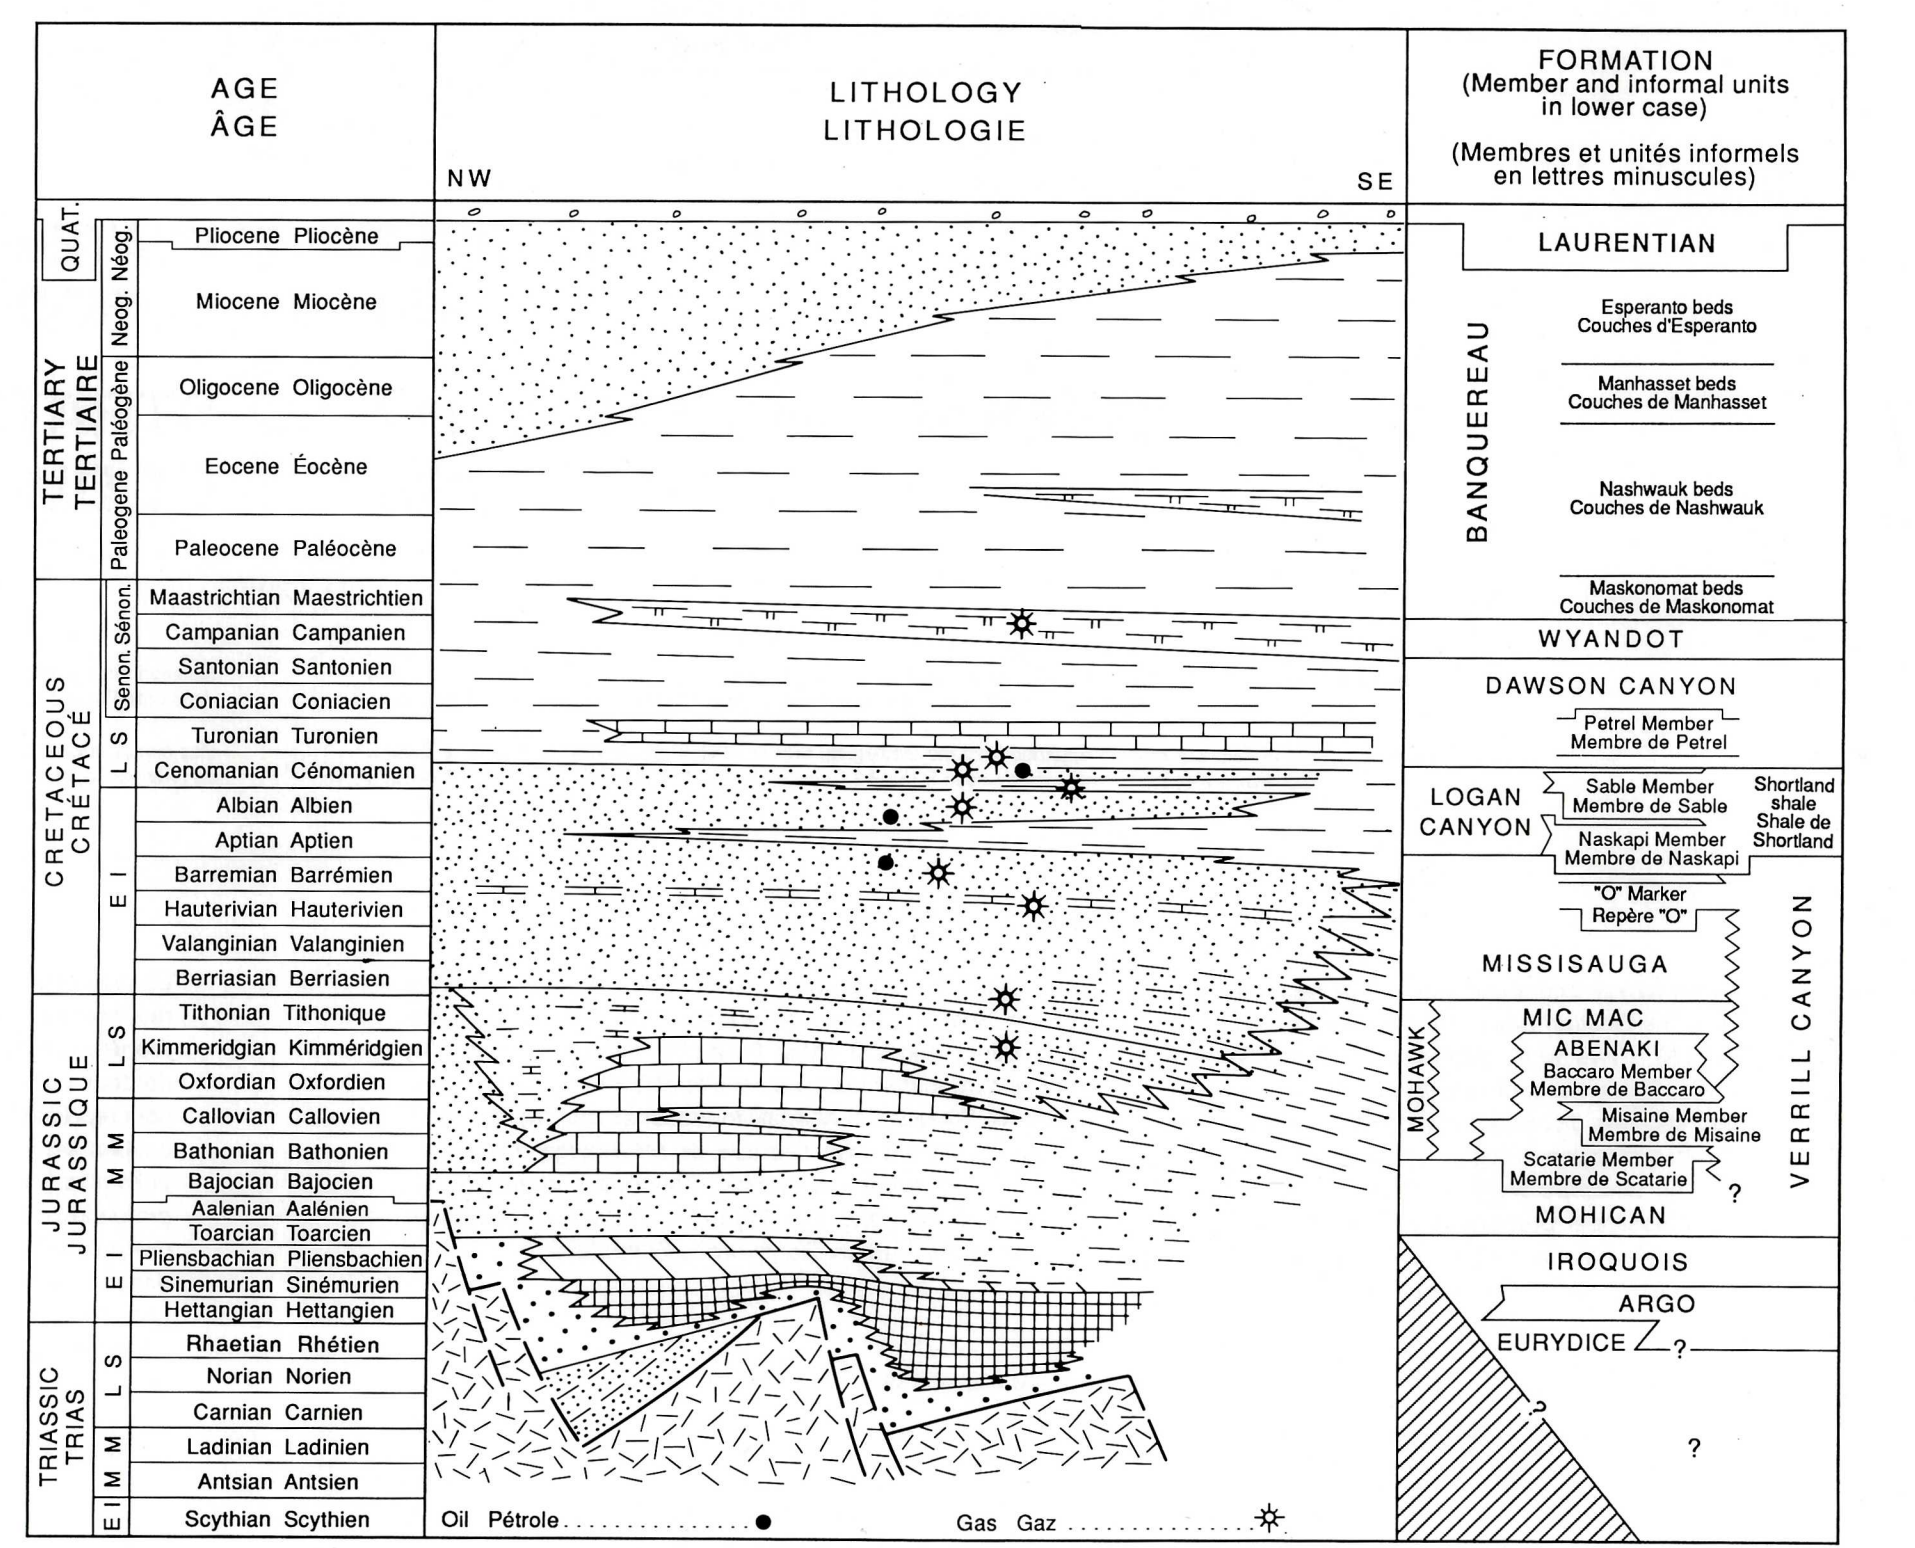 AGE
ÂGE
LITHOLOGY
LITHOLOGIE
NW
SE
FORMATION
(Member and informal units
in lower case)
(Membres et unités informels
en lettres minuscules)
QUAT.
TERTIARY
TERTIAIRE
Neog. Néog.
Paleogene Paléogène
Pliocene Pliocène
Miocene Miocène
Oligocene Oligocène
Eocene Éocène
Paleocene Paléocène
CRETACEOUS
CRÉTACÉ
Senon. Sénon.
L S
E I
Maastrichtian Maestrichtien
Campanian Campanien
Santonian Santonien
Coniacian Coniacien
Turonian Turonien
Cenomanian Cénomanien
Albian Albien
Aptian Aptien
Barremian Barrémien
Hauterivian Hauterivien
Valanginian Valanginien
Berriasian Berriasien
JURASSIC
JURASSIQUE
L S
M M
E I
Tithonian Tithonique
Kimmeridgian Kimméridgien
Oxfordian Oxfordien
Callovian Callovien
Bathonian Bathonien
Bajocian Bajocien
Aalenian Aalénien
Toarcian Toarcien
Pliensbachian Pliensbachien
Sinemurian Sinémurien
Hettangian Hettangien
TRIASSIC
TRIAS
L S
M M
E I
Rhaetian Rhétien
Norian Norien
Carnian Carnien
Ladinian Ladinien
Antsian Antsien
Scythian Scythien
Oil Pétrole
Gas Gaz
LAURENTIAN
BANQUEREAU
Esperanto beds
Couches d'Esperanto
Manhasset beds
Couches de Manhasset
Nashwauk beds
Couches de Nashwauk
Maskonomat beds
Couches de Maskonomat
WYANDOT
DAWSON CANYON
Petrel Member
Membre de Petrel
LOGAN
CANYON
Sable Member
Membre de Sable
Naskapi Member
Membre de Naskapi
Shortland
shale
Shale de
Shortland
"O" Marker
Repère "O"
MISSISAUGA
VERRILL CANYON
MOHAWK
MIC MAC
ABENAKI
Baccaro Member
Membre de Baccaro
Misaine Member
Membre de Misaine
Scatarie Member
Membre de Scatarie
?
MOHICAN
IROQUOIS
ARGO
EURYDICE
?
?
?